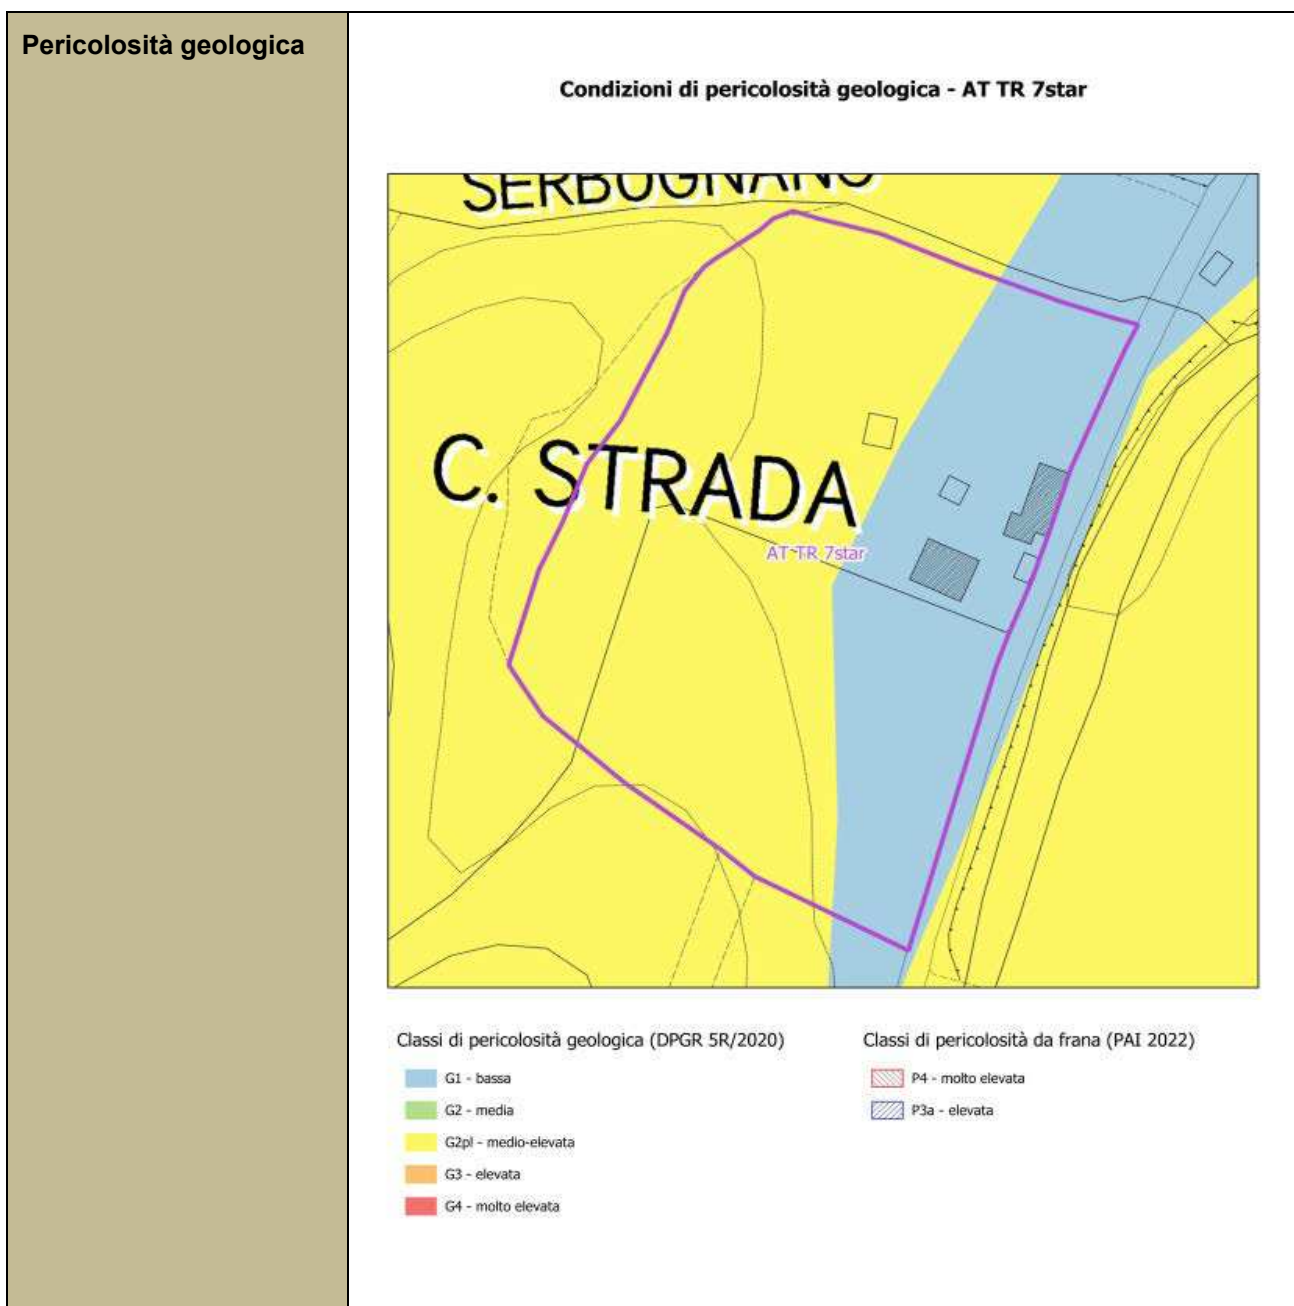 Pericolosità geologica
Condizioni di pericolosità geologica - AT TR 7star
SERBUGNANO
C. STRADA
AT TR 7star
Classi di pericolosità geologica (DPGR 5R/2020)
G1 - bassa
G2 - media
G2pl - medio-elevata
G3 - elevata
G4 - molto elevata
Classi di pericolosità da frana (PAI 2022)
P4 - molto elevata
P3a - elevata